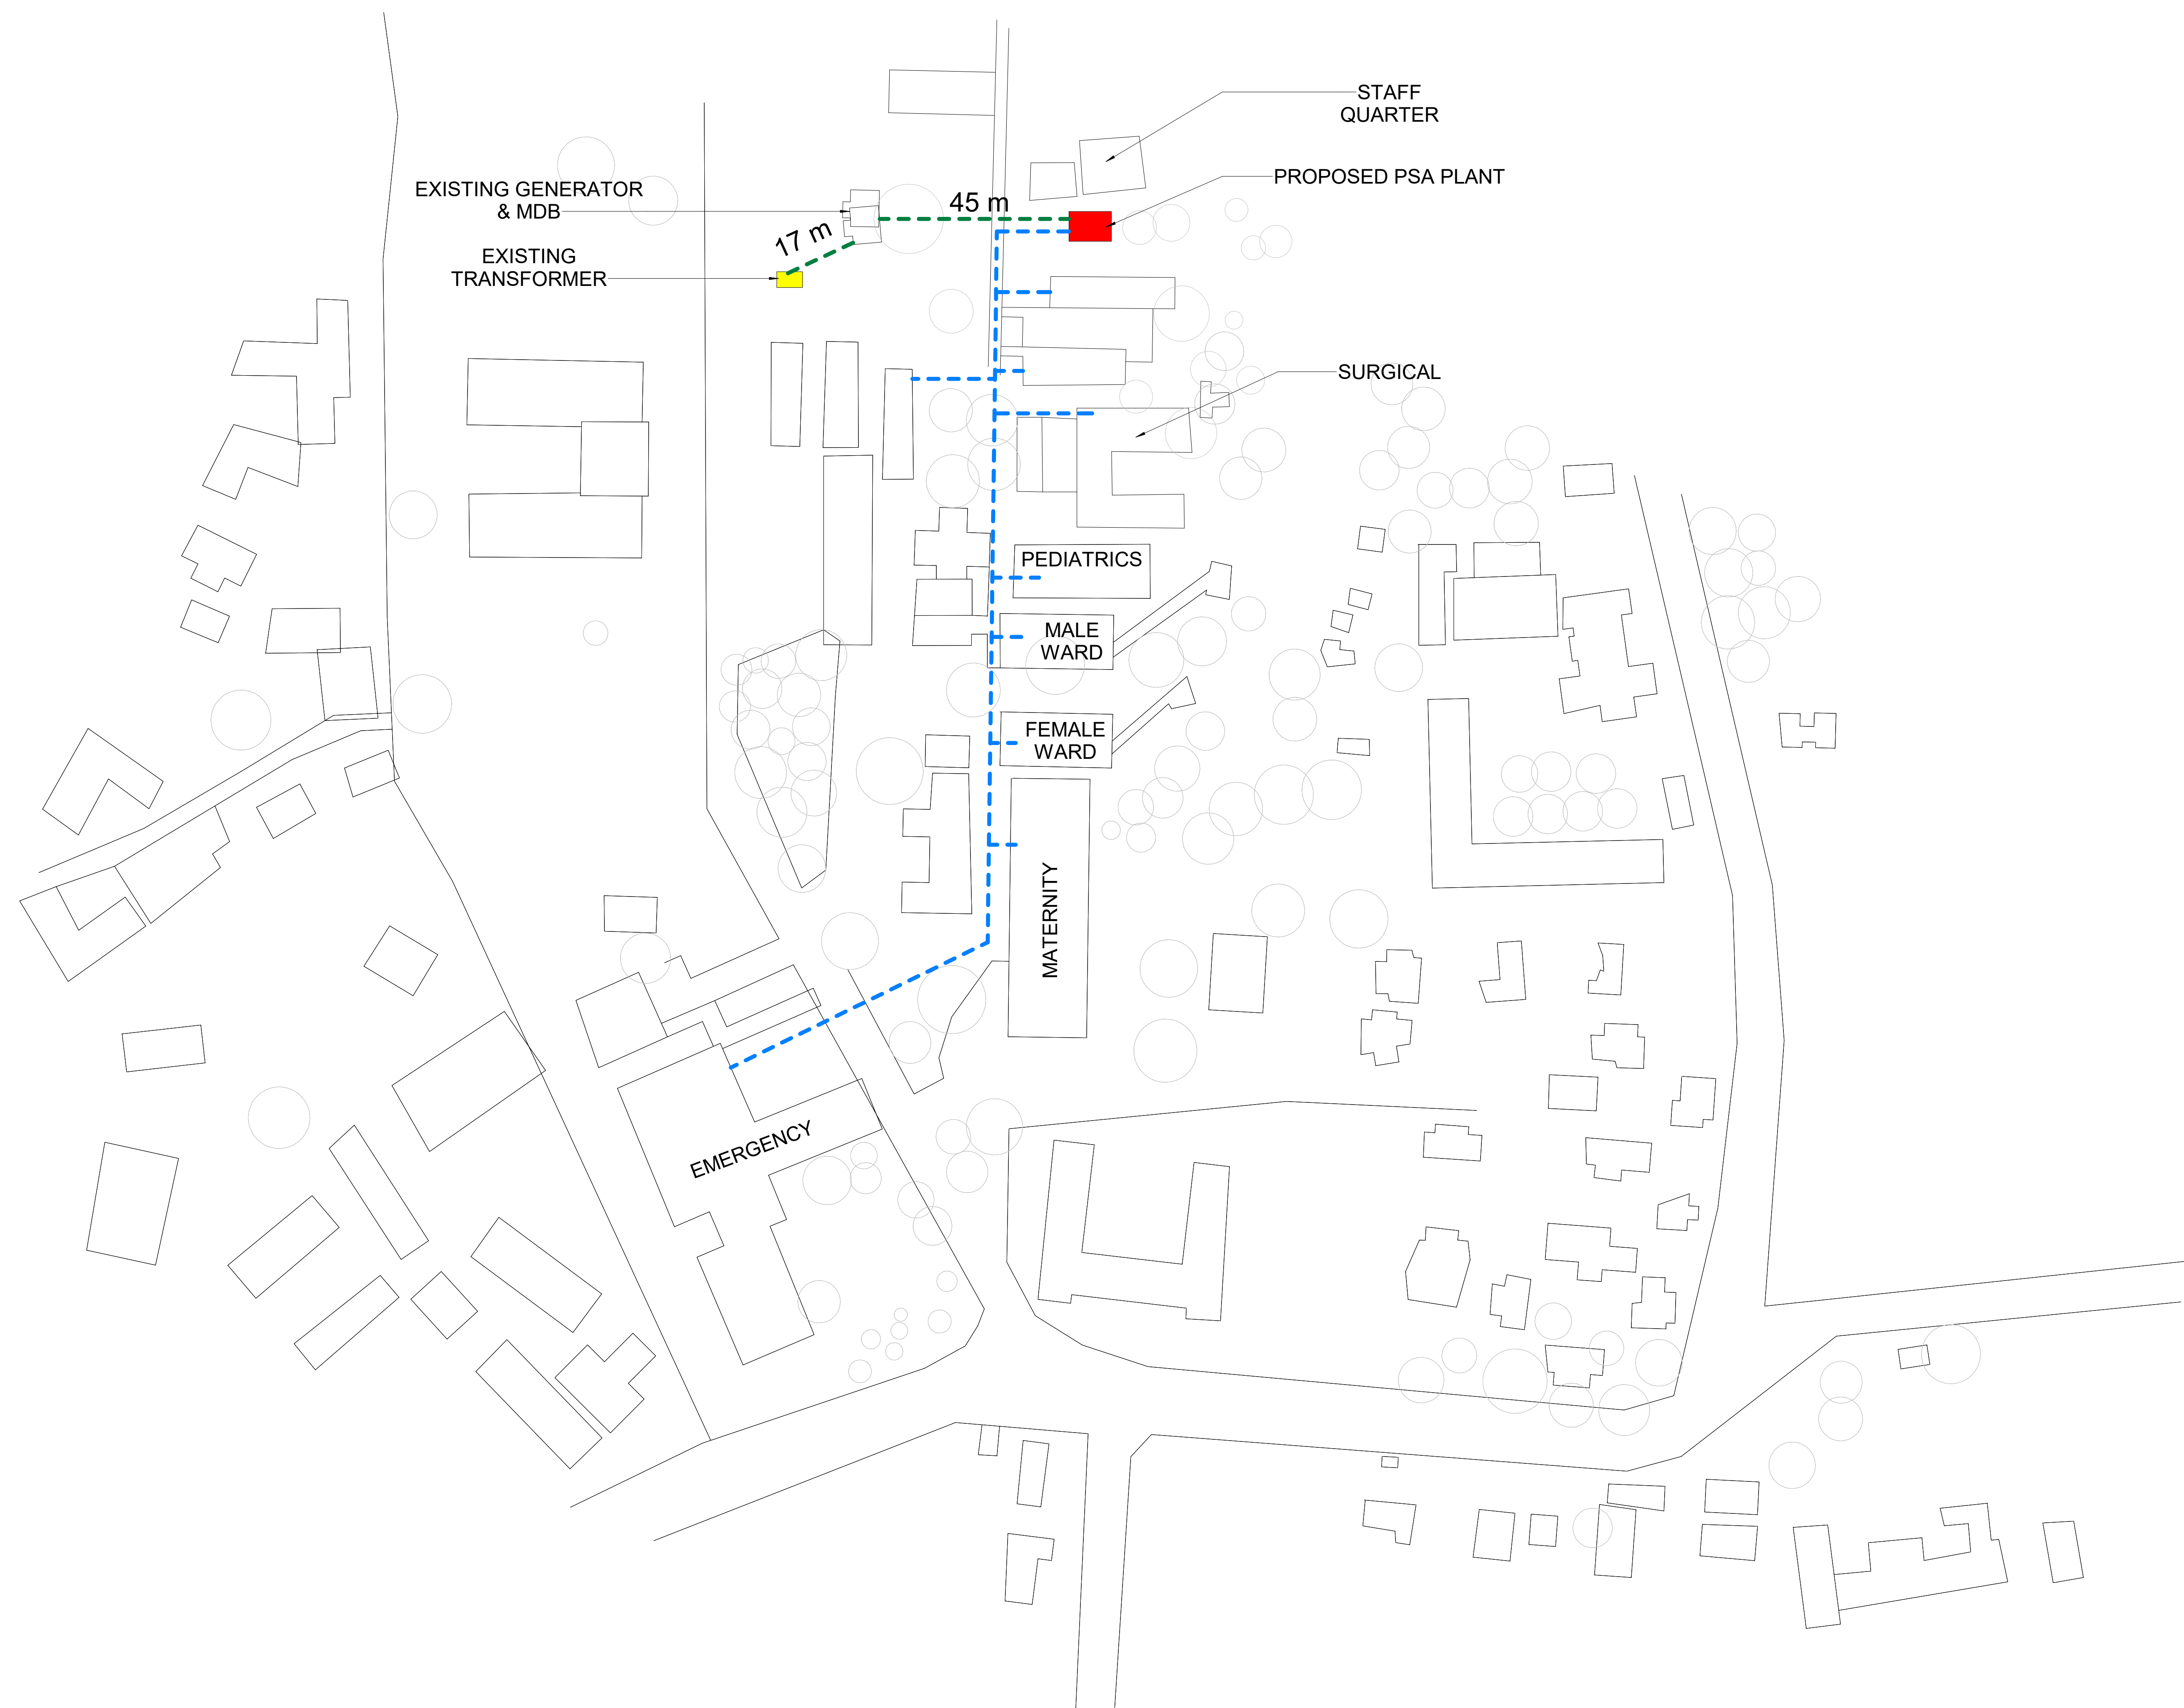 STAFF
QUARTER
PROPOSED PSA PLANT
EXISTING GENERATOR
& MDB
45 m
17 m
EXISTING
TRANSFORMER
SURGICAL
PEDIATRICS
MALE
WARD
FEMALE
WARD
MATERNITY
EMERGENCY